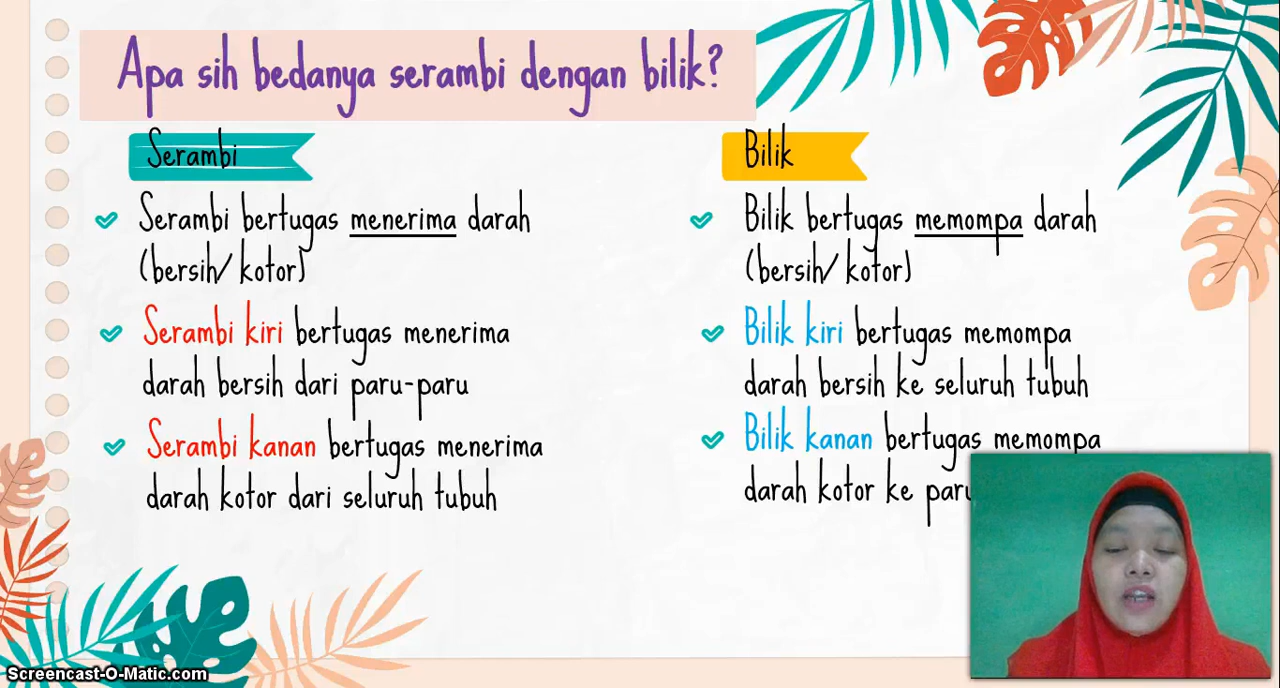 Apa sih bedanya serambi dengan bilik?
Serambi
Serambi bertugas menerima darah
(bersih/ kotor)
Serambi kiri bertugas menerima
darah bersih dari paru-paru
Serambi kanan bertugas menerima
darah kotor dari seluruh tubuh
Bilik
Bilik bertugas memompa darah
(bersih/ kotor)
Bilik kiri bertugas memompa
darah bersih ke seluruh tubuh
Bilik kanan bertugas memompa
darah kotor ke
Screencast-O-Matic.com